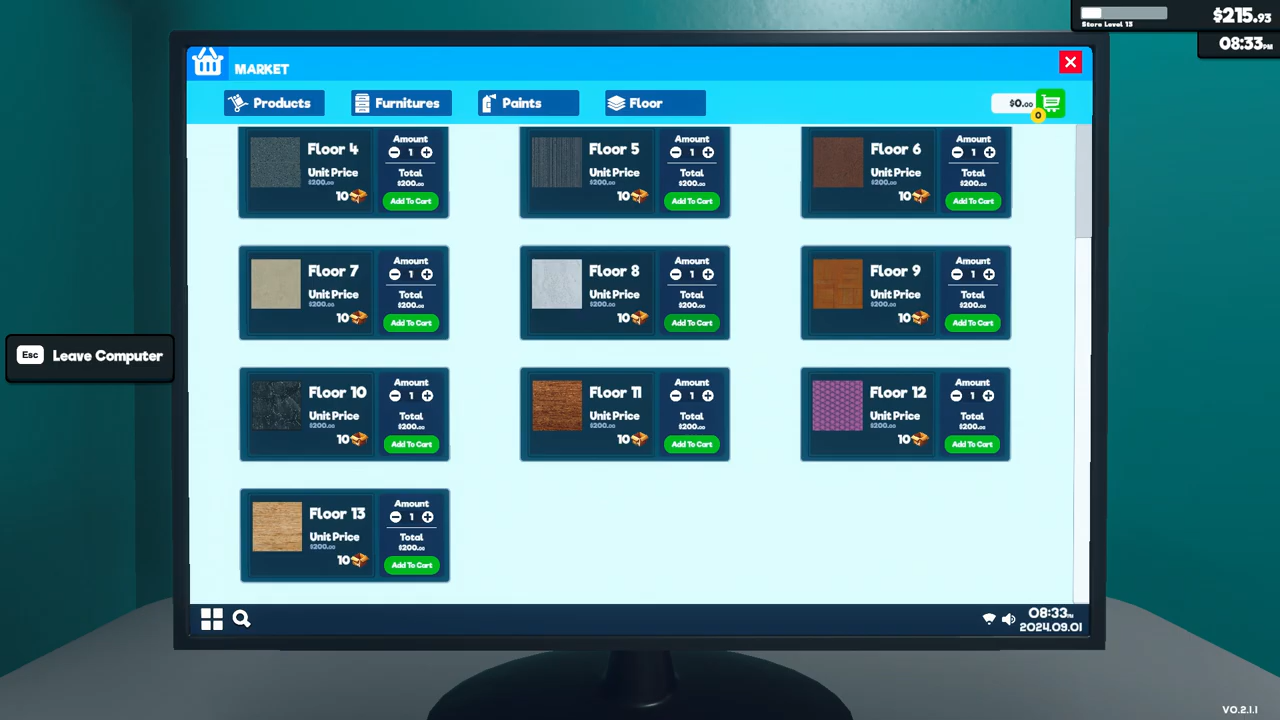 Store Level 13
$215.93
08:33PM
MARKET
Products
Furnitures
Paints
Floor
$0.00
0
Floor 4
Unit Price
$200.00
10
Amount
1
Total
$200.00
Add To Cart
Floor 5
Unit Price
$200.00
10
Amount
1
Total
$200.00
Add To Cart
Floor 6
Unit Price
$200.00
10
Amount
1
Total
$200.00
Add To Cart
Floor 7
Unit Price
$200.00
10
Amount
1
Total
$200.00
Add To Cart
Floor 8
Unit Price
$200.00
10
Amount
1
Total
$200.00
Add To Cart
Floor 9
Unit Price
$200.00
10
Amount
1
Total
$200.00
Add To Cart
Floor 10
Unit Price
$200.00
10
Amount
1
Total
$200.00
Add To Cart
Floor 11
Unit Price
$200.00
10
Amount
1
Total
$200.00
Add To Cart
Floor 12
Unit Price
$200.00
10
Amount
1
Total
$200.00
Add To Cart
Floor 13
Unit Price
$200.00
10
Amount
1
Total
$200.00
Add To Cart
Esc Leave Computer
08:33PM
2024.09.01
V0.2.1.1